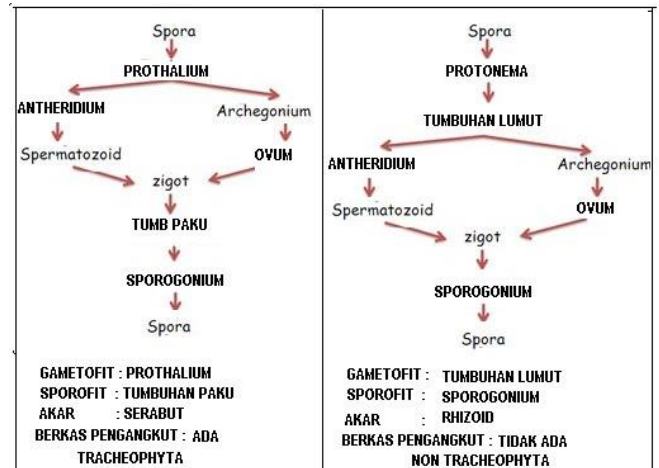 Spora
PROTHALIUM
ANTHERIDIUM
Archegonium
Spermatozoid
OVUM
zigot
TUMB PAKU
SPOROGONIUM
Spora
GAMETOFIT : PROTHALIUM
SPOROFIT : TUMBUHAN PAKU
AKAR : SERABUT
BERKAS PENGANGKUT : ADA
TRACHEOPHYTA
Spora
PROTONEMA
TUMBUHAN LUMUT
ANTHERIDIUM
Archegonium
Spermatozoid
OVUM
zigot
SPOROGONIUM
Spora
GAMETOFIT : TUMBUHAN LUMUT
SPOROFIT : SPOROGONIUM
AKAR : RHIZOID
BERKAS PENGANGKUT : TIDAK ADA
NON TRACHEOPHYTA